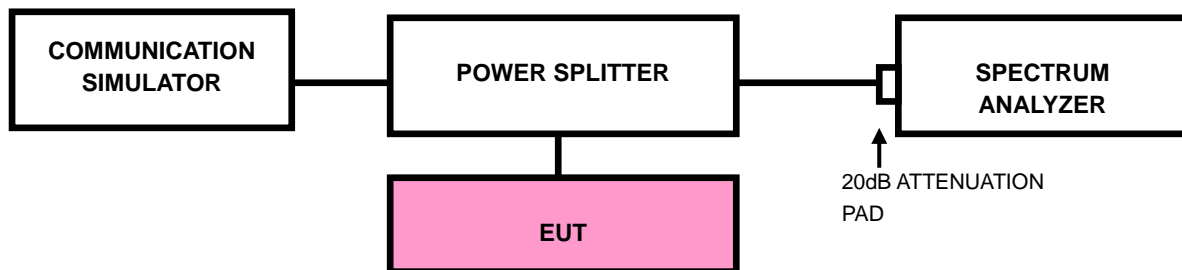 COMMUNICATION
SIMULATOR
POWER SPLITTER
SPECTRUM
ANALYZER
20dB ATTENUATION
PAD
EUT